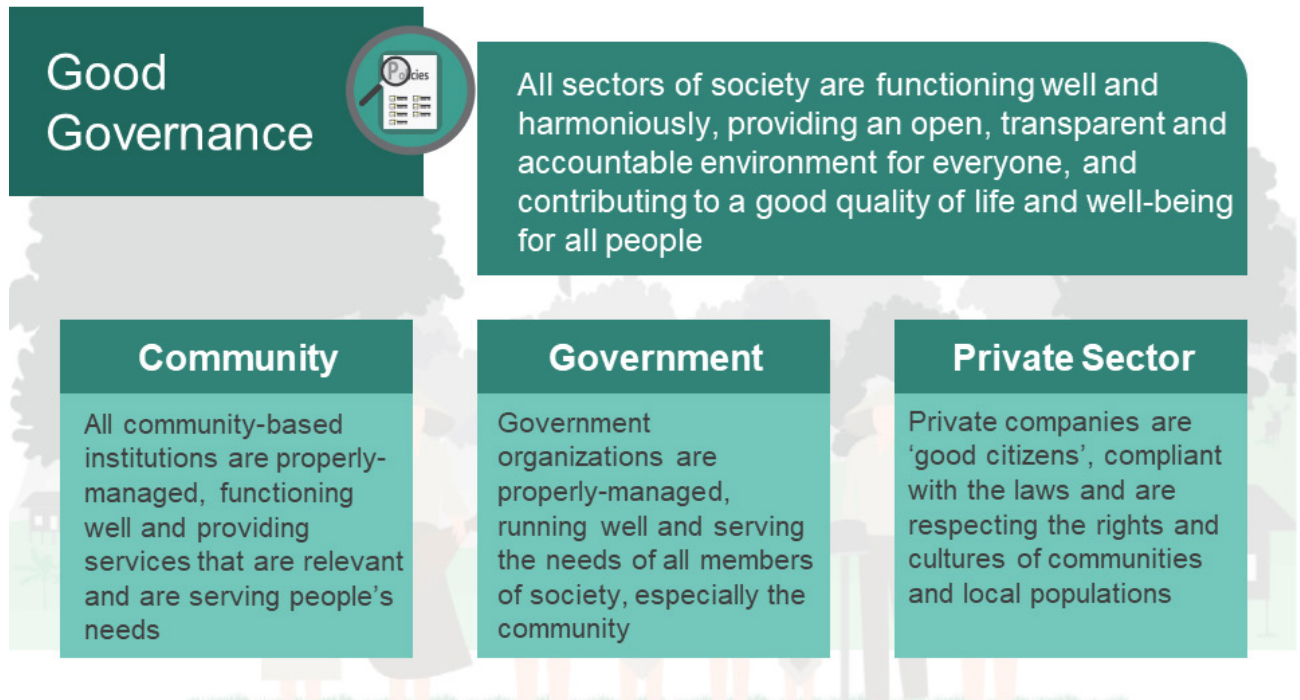 Good
Governance
Policies
All sectors of society are functioning well and
harmoniously, providing an open, transparent and
accountable environment for everyone, and
contributing to a good quality of life and well-being
for all people
Community
All community-based
institutions are properly-
managed, functioning
well and providing
services that are relevant
and are serving people’s
needs
Government
Government
organizations are
properly-managed,
running well and serving
the needs of all members
of society, especially the
community
Private Sector
Private companies are
‘good citizens’, compliant
with the laws and are
respecting the rights and
cultures of communities
and local populations